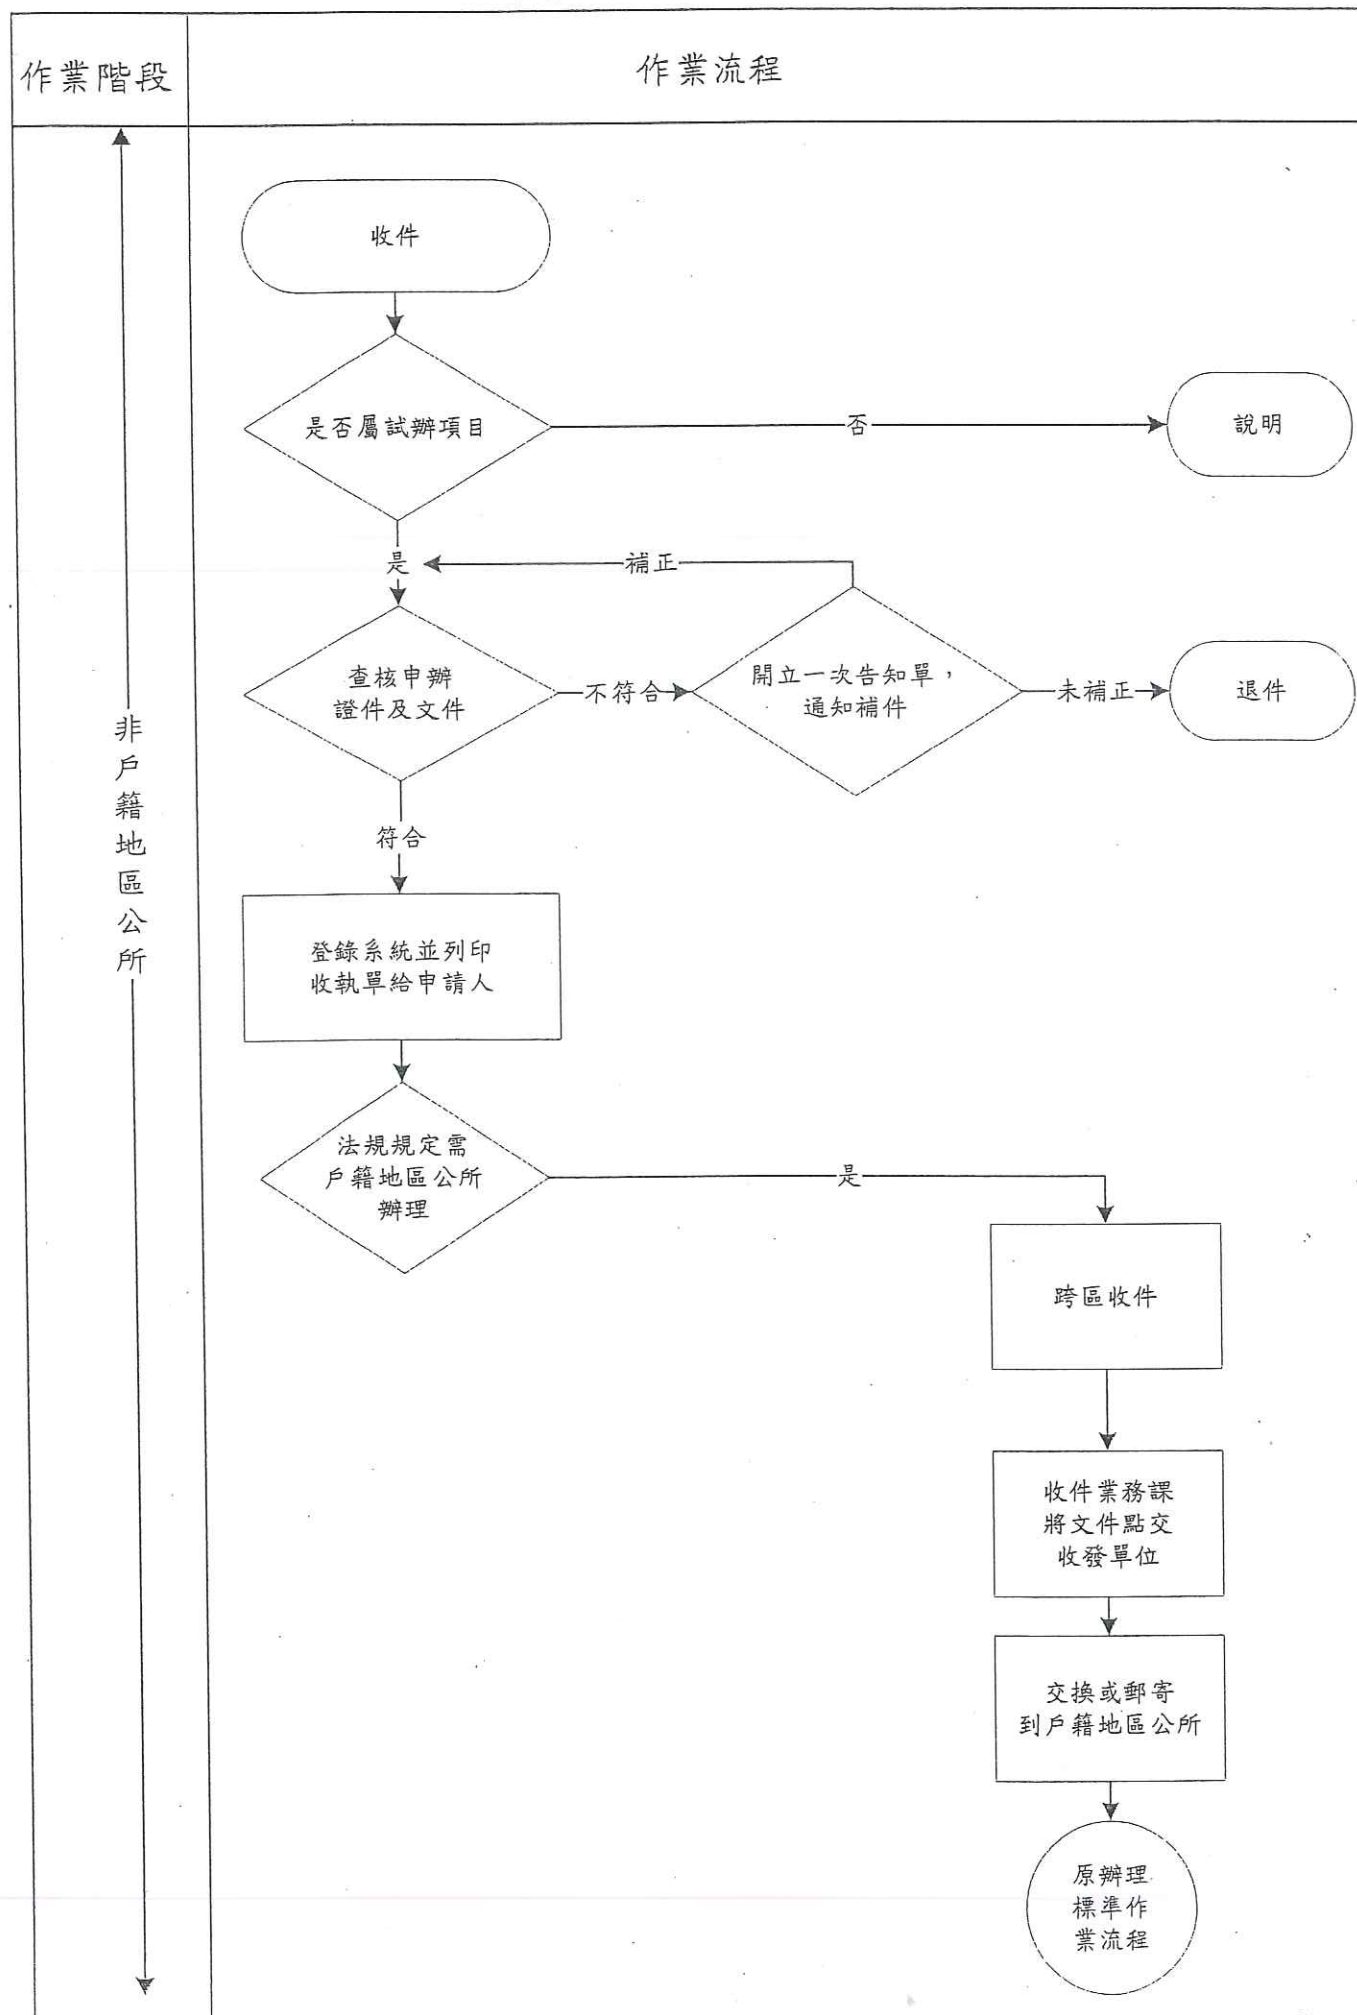 作業階段
作業流程
收件
是否屬試辦項目
否
說明
是
補正
查核申辦
證件及文件
不符合
開立一次告知單，
通知補件
未補正
退件
非戶籍地區公所
符合
登錄系統並列印
收執單給申請人
法規規定需
戶籍地區公所
辦理
是
跨區收件
收件業務課
將文件點交
收發單位
交換或郵寄
到戶籍地區公所
原辦理
標準作
業流程